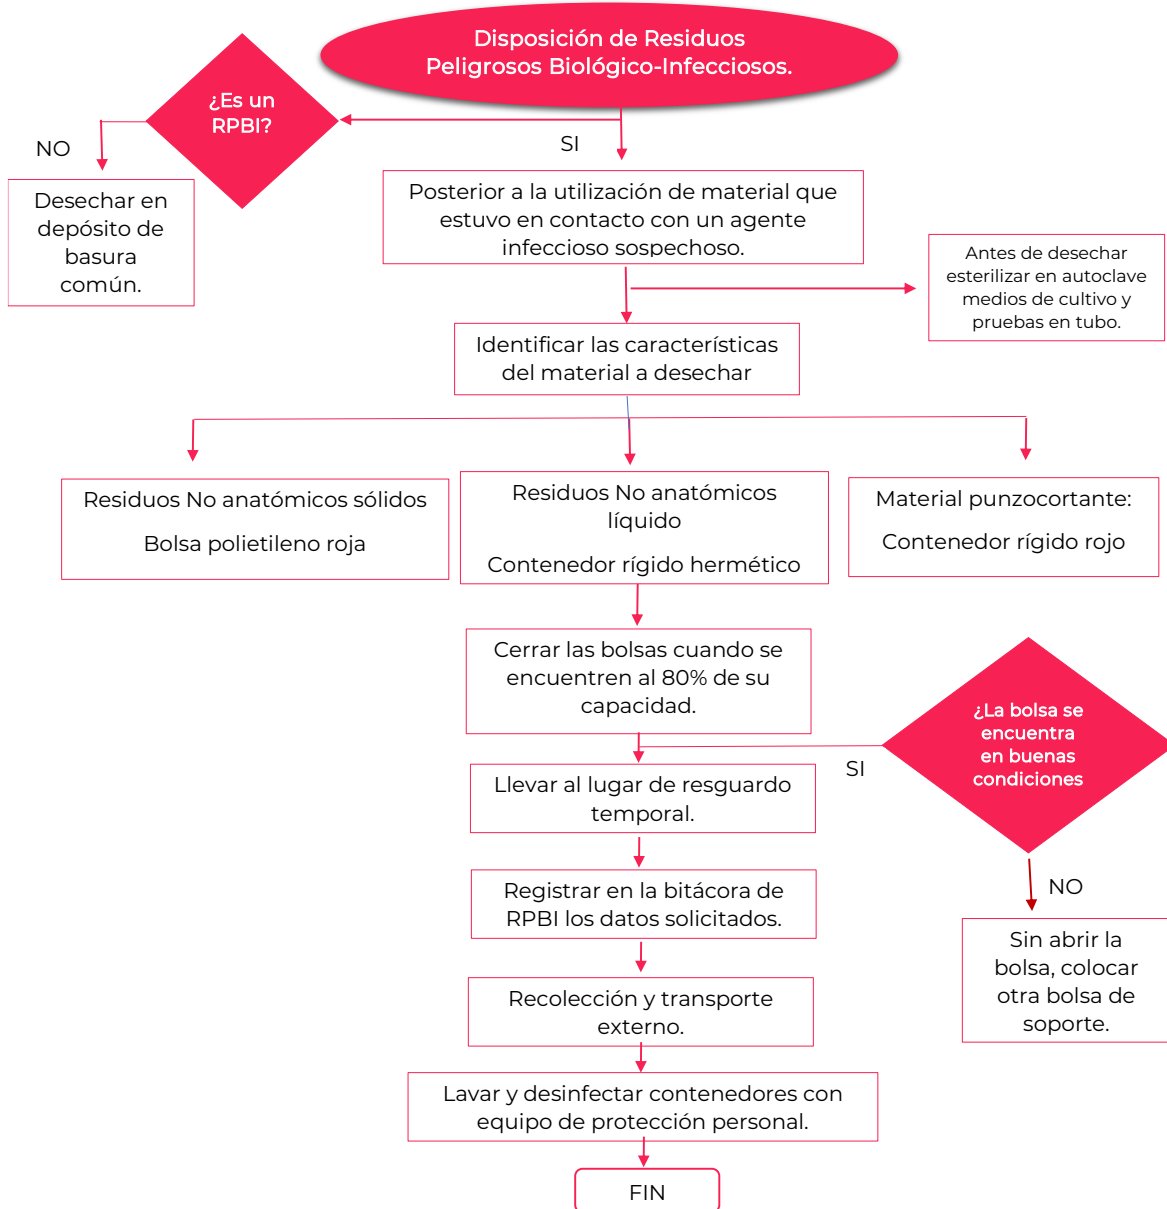 Disposición de Residuos
Peligrosos Biológico-Infecciosos.
¿Es un
RPBI?
NO
SI
Desechar en
depósito de
basura
común.
Posterior a la utilización de material que
estuvo en contacto con un agente
infeccioso sospechoso.
Antes de desechar
esterilizar en autoclave
medios de cultivo y
pruebas en tubo.
Identificar las características
del material a desechar
Residuos No anatómicos sólidos
Bolsa polietileno roja
Residuos No anatómicos
líquido
Contenedor rígido hermético
Material punzocortante:
Contenedor rígido rojo
Cerrar las bolsas cuando se
encuentren al 80% de su
capacidad.
¿La bolsa se
encuentra
en buenas
condiciones
SI
Llevar al lugar de resguardo
temporal.
NO
Registrar en la bitácora de
RPBI los datos solicitados.
Sin abrir la
bolsa, colocar
otra bolsa de
soporte.
Recolección y transporte
externo.
Lavar y desinfectar contenedores con
equipo de protección personal.
FIN